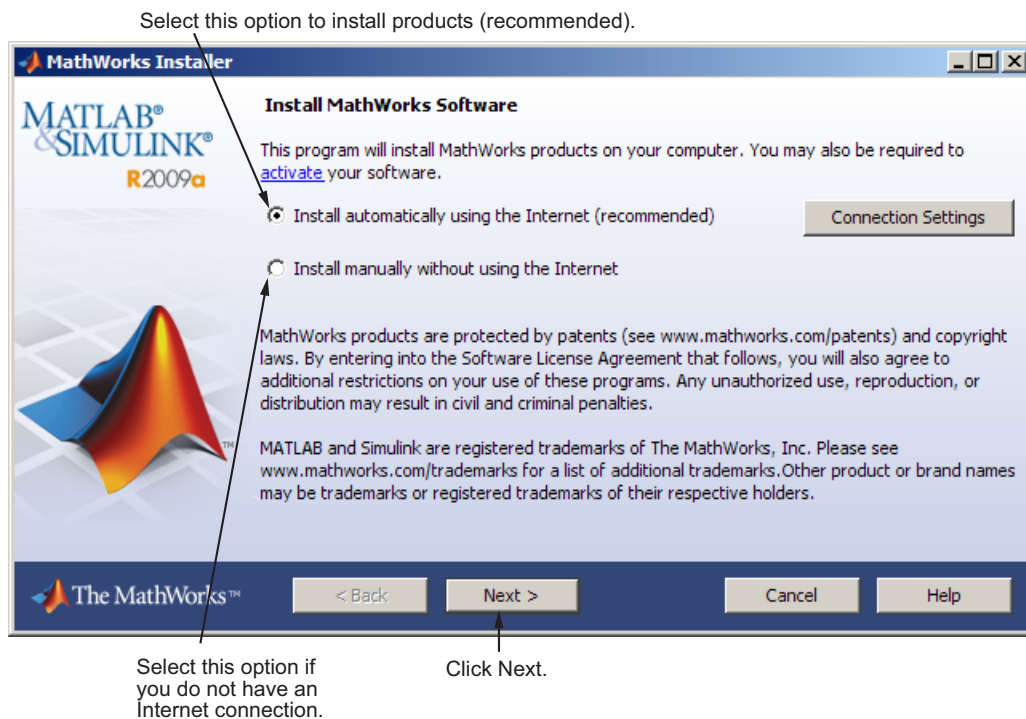 Select this option to install products (recommended).
MathWorks Installer
MATLAB®
&SIMULINK®
R2009a
Install MathWorks Software
This program will install MathWorks products on your computer. You may also be required to
activate your software.
Install automatically using the Internet (recommended)
Connection Settings
Install manually without using the Internet
MathWorks products are protected by patents (see www.mathworks.com/patents) and copyright
laws. By entering into the Software License Agreement that follows, you will also agree to
additional restrictions on your use of these programs. Any unauthorized use, reproduction, or
distribution may result in civil and criminal penalties.
TM
MATLAB and Simulink are registered trademarks of The MathWorks, Inc. Please see
www.mathworks.com/trademarks for a list of additional trademarks.Other product or brand names
may be trademarks or registered trademarks of their respective holders.
The MathWorks™
< Back
Next >
Cancel
Help
Select this option if
you do not have an
Internet connection.
Click Next.